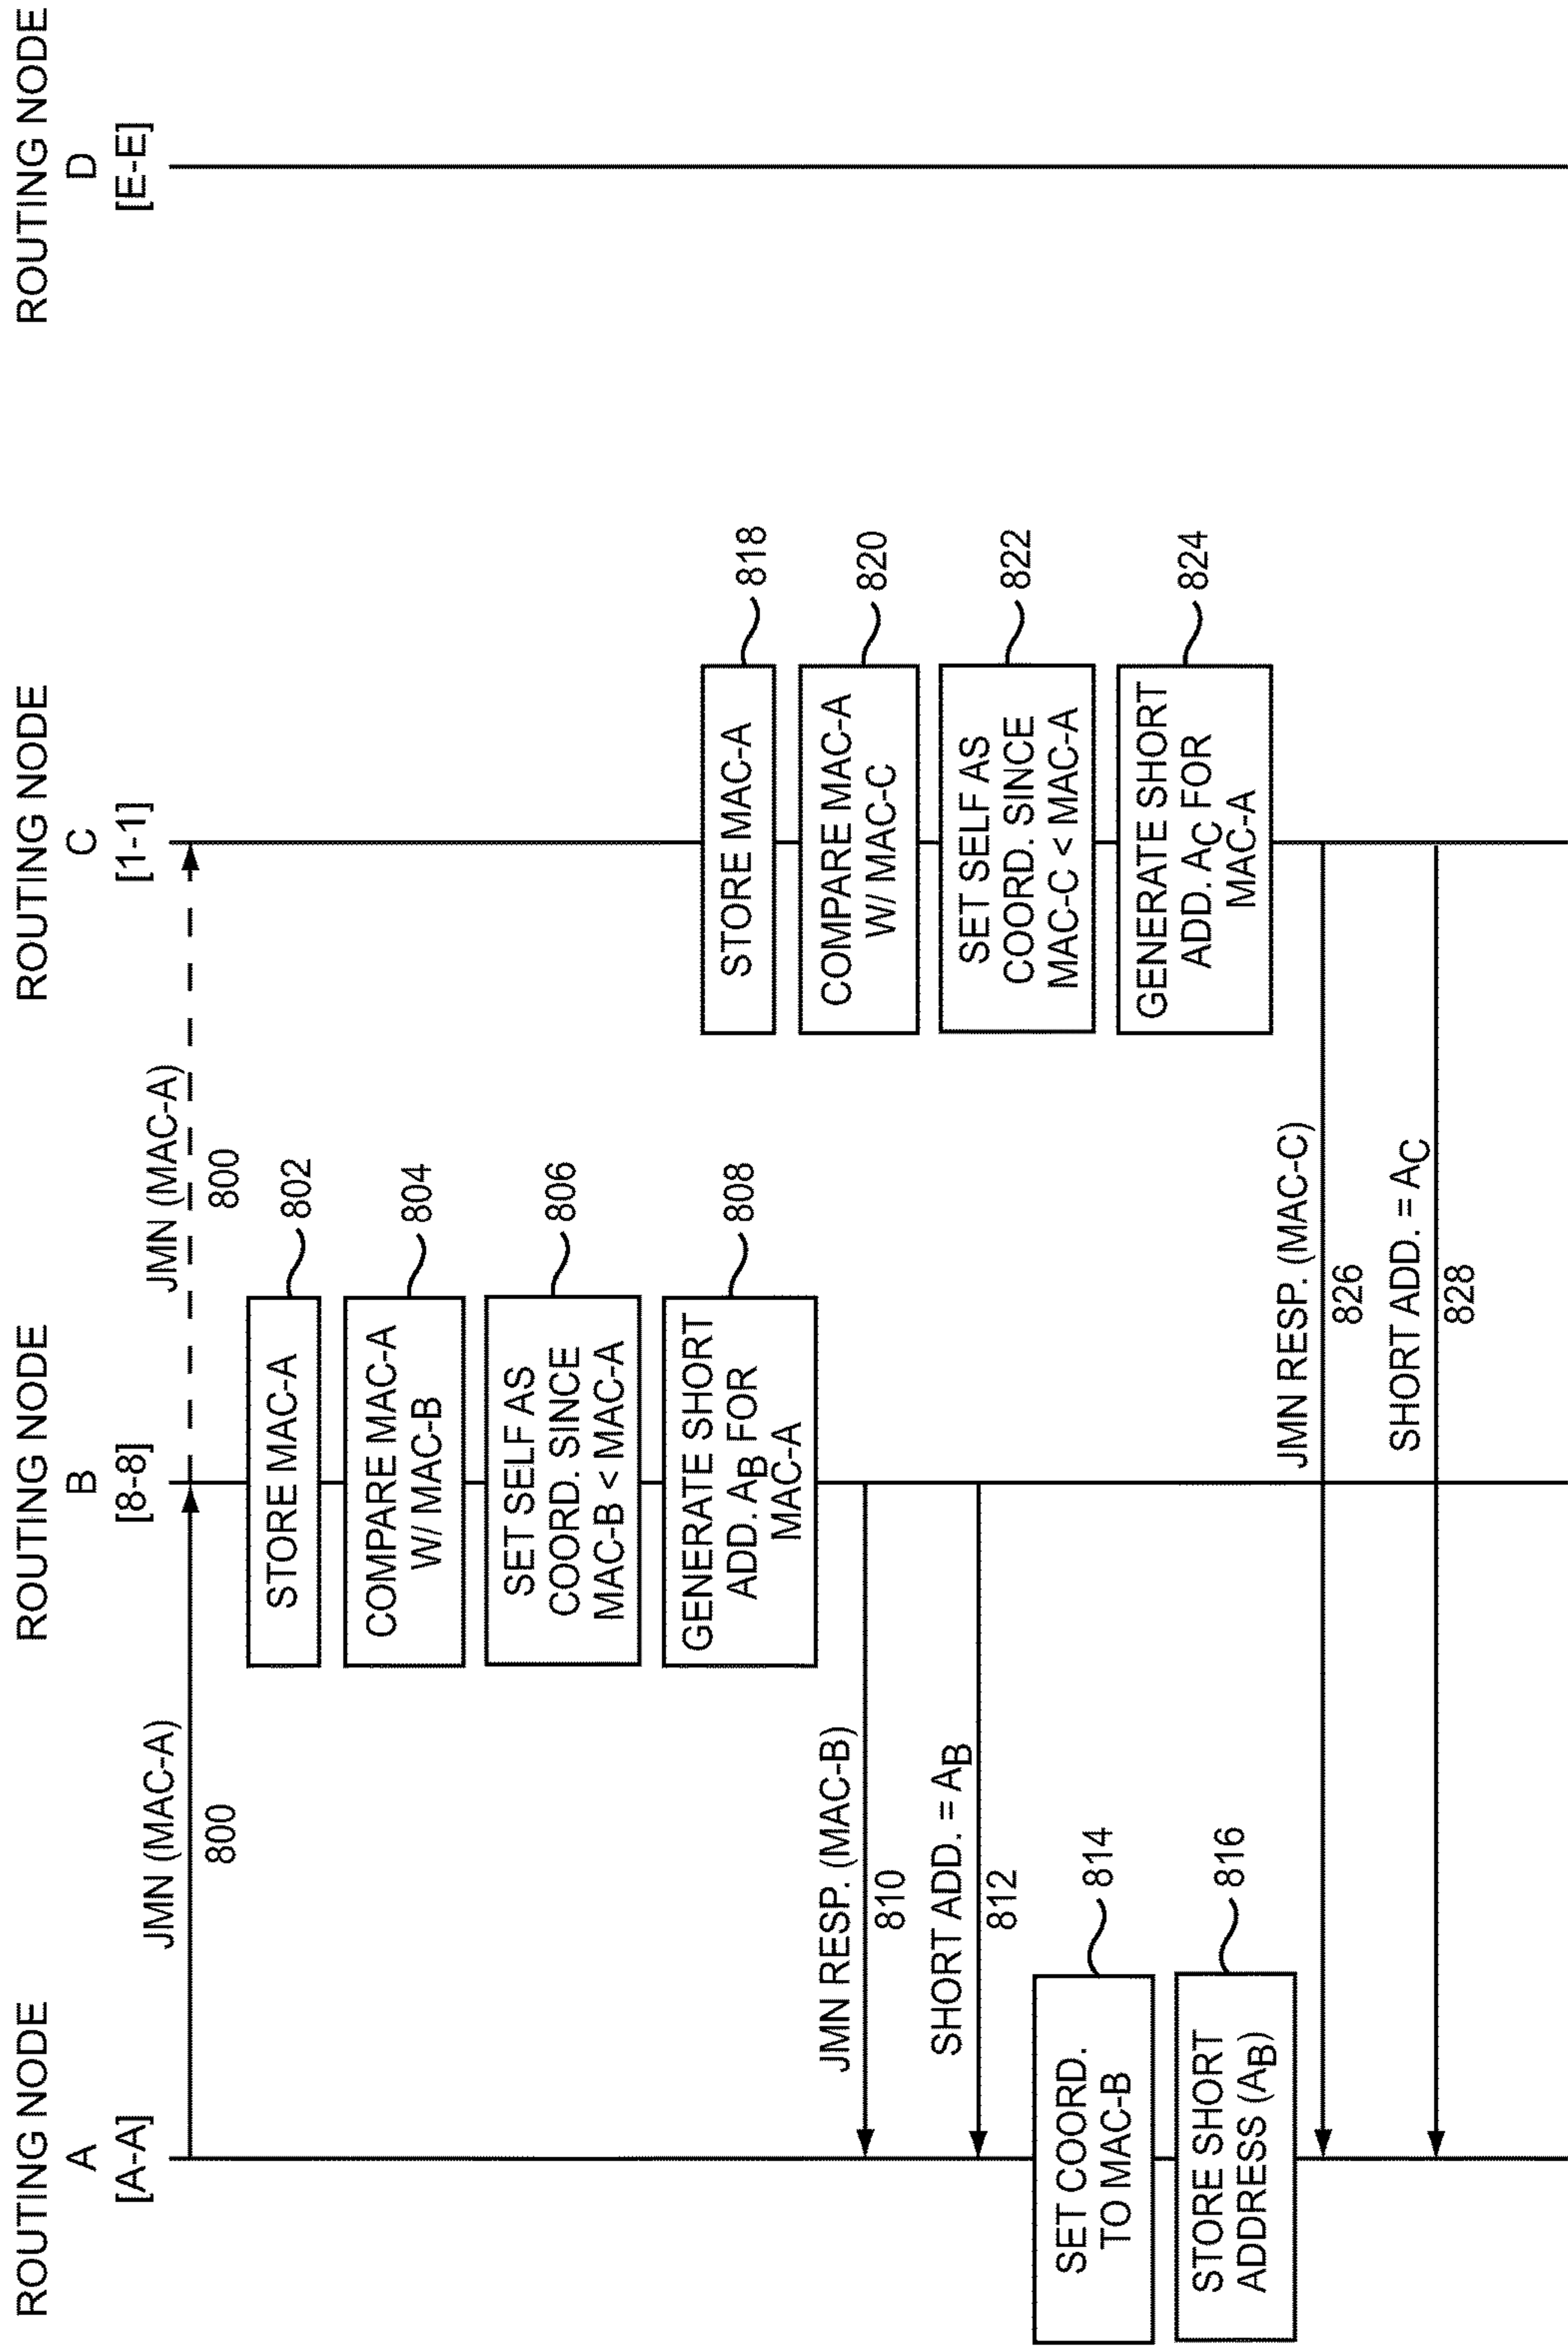 ROUTING NODE
A
[A-A]
ROUTING NODE
B
[8-8]
ROUTING NODE
C
[1-1]
ROUTING NODE
D
[E-E]
JMN (MAC-A)
800
JMN (MAC-A)
800
STORE MAC-A
802
COMPARE MAC-A
W/ MAC-B
804
SET SELF AS
COORD. SINCE
MAC-B < MAC-A
806
GENERATE SHORT
ADD. AB FOR
MAC-A
808
JMN RESP. (MAC-B)
810
SHORT ADD. = AB
812
SET COORD.
TO MAC-B
814
STORE SHORT
ADDRESS (AB)
816
STORE MAC-A
818
COMPARE MAC-A
W/ MAC-C
820
SET SELF AS
COORD. SINCE
MAC-C < MAC-A
822
GENERATE SHORT
ADD. AC FOR
MAC-A
824
JMN RESP. (MAC-C)
826
SHORT ADD. = AC
828